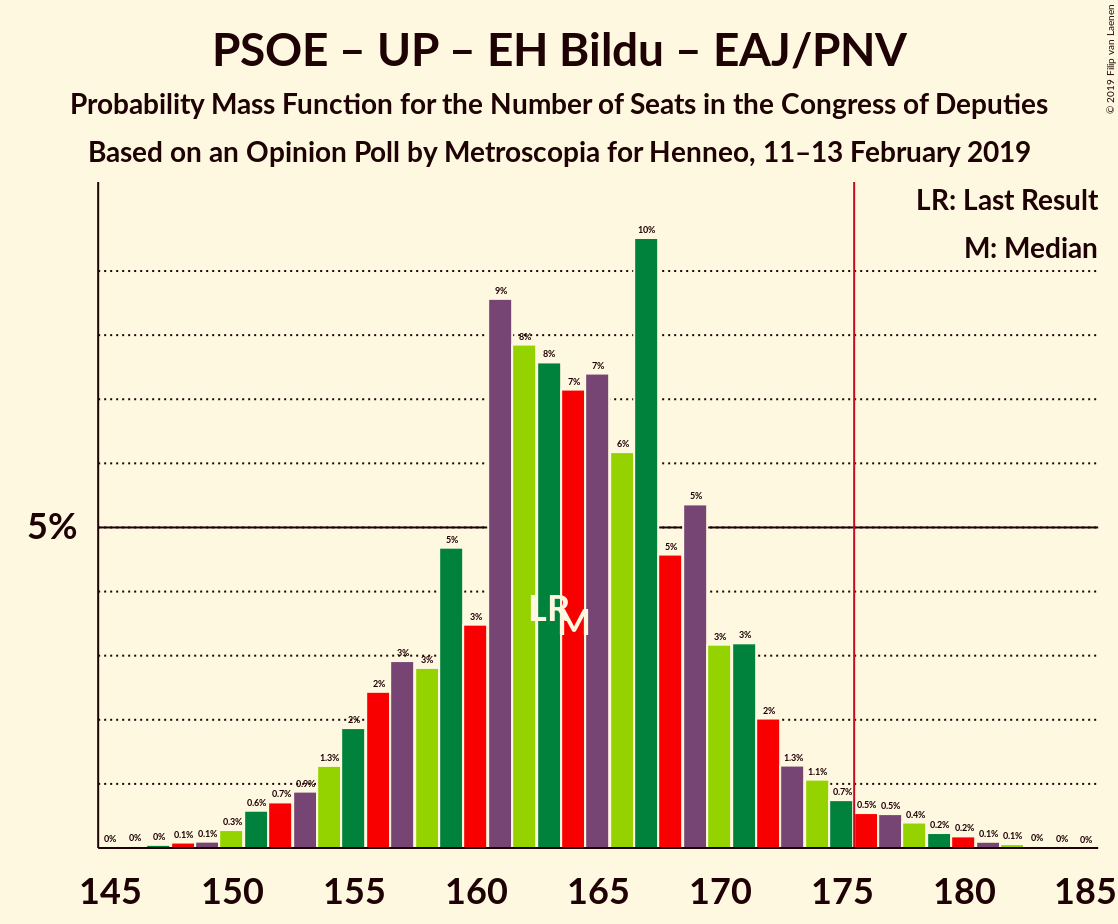 PSOE – UP – EH Bildu – EAJ/PNV
Probability Mass Function for the Number of Seats in the Congress of Deputies
Based on an Opinion Poll by Metroscopia for Henneo, 11–13 February 2019
© 2019 Filip van Laenen
LR: Last Result
M: Median
5%
0% 0% 0% 0.1% 0.1% 0.3% 0.6% 0.7% 0.9% 1.3% 2% 2% 3% 3% 5% 3% 9% 8% 8% 7% 7% 6% 10% 5% 5% 3% 3% 2% 1.3% 1.1% 0.7% 0.5% 0.5% 0.4% 0.2% 0.2% 0.1% 0.1% 0% 0% 0%
LR M
145 150 155 160 165 170 175 180 185